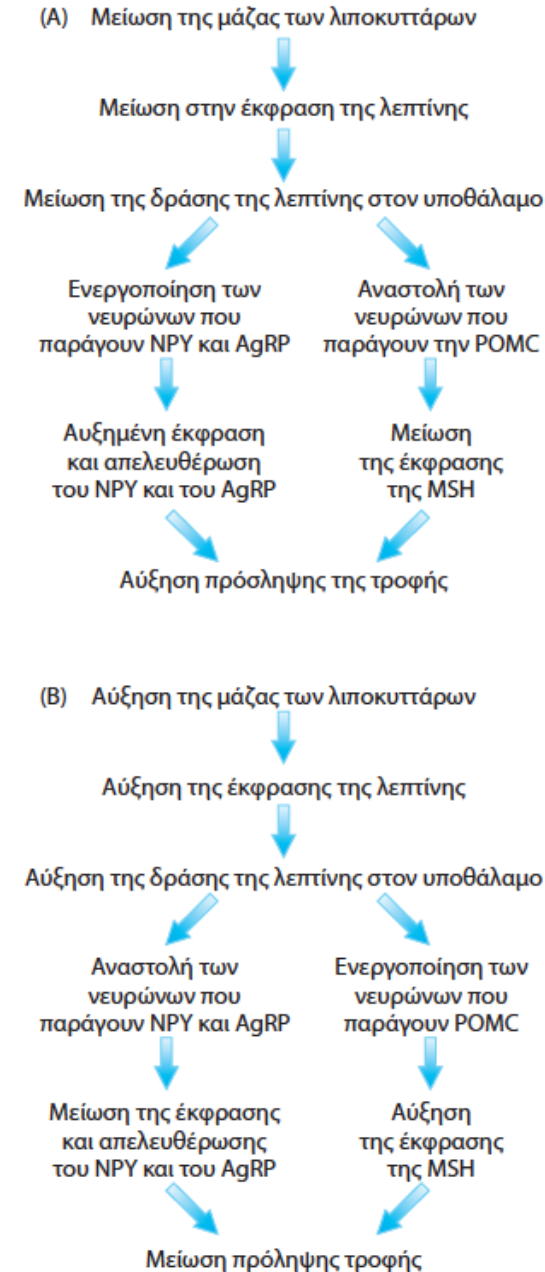 (A) Μείωση της μάζας των λιποκυττάρων
Μείωση στην έκφραση της λεπτίνης
Μείωση της δράσης της λεπτίνης στον υποθάλαμο
Ενεργοποίηση των
νευρώνων που
παράγουν NPY και AgRP
Αναστολή των
νευρώνων που
παράγουν την POMC
Αυξημένη έκφραση
και απελευθέρωση
του NPY και του AgRP
Μείωση
της έκφρασης
της MSH
Αύξηση πρόσληψης της τροφής
(B) Αύξηση της μάζας των λιποκυττάρων
Αύξηση της έκφρασης της λεπτίνης
Αύξηση της δράσης της λεπτίνης στον υποθάλαμο
Αναστολή των
νευρώνων που
παράγουν NPY και AgRP
Ενεργοποίηση των
νευρώνων που
παράγουν POMC
Μείωση της έκφρασης
και απελευθέρωσης
του NPY και του AgRP
Αύξηση
της έκφρασης
της MSH
Μείωση πρόληψης τροφής